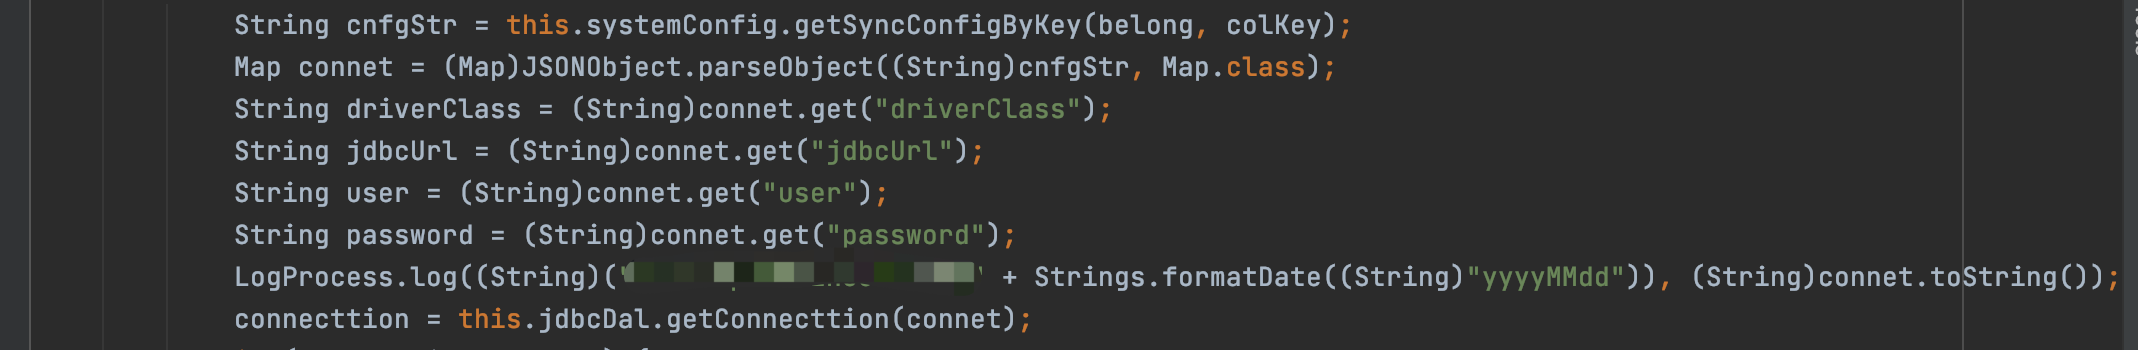 String cnfgStr = this.systemConfig.getSyncConfigByKey(belong, colKey);
Map connet = (Map)JSONObject.parseObject((String)cnfgStr, Map.class);
String driverClass = (String)connet.get("driverClass");
String jdbcUrl = (String)connet.get("jdbcUrl");
String user = (String)connet.get("user");
String password = (String)connet.get("password");
LogProcess.log((String)(" + Strings.formatDate((String)"yyyyMMdd")), (String)connet.toString());
connecttion = this.jdbcDal.getConnecttion(connet);